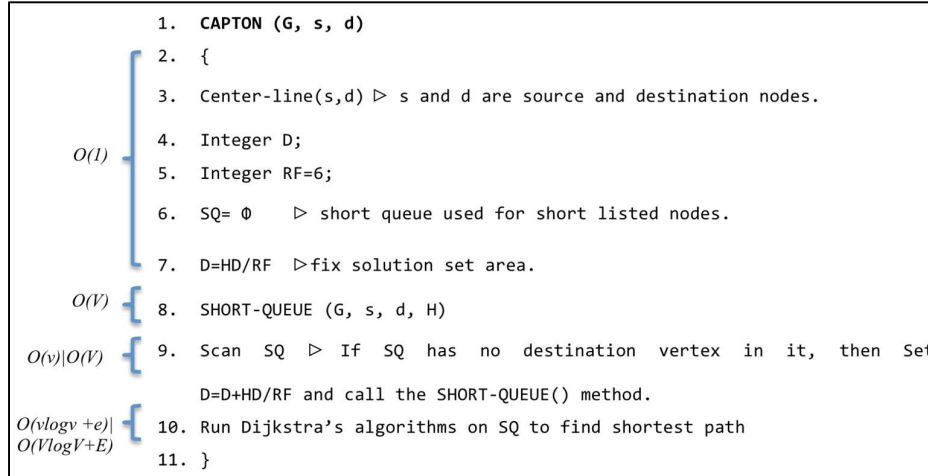 1. CAPTON (G, s, d)
2. {
3. Center-line(s,d) ▷ s and d are source and destination nodes.
4. Integer D;
O(1)
5. Integer RF=6;
6. SQ= Φ ▷ short queue used for short listed nodes.
7. D=HD/RF ▷fix solution set area.
O(V)
8. SHORT-QUEUE (G, s, d, H)
O(v)|O(V)
9. Scan SQ ▷ If SQ has no destination vertex in it, then Set
D=D+HD/RF and call the SHORT-QUEUE() method.
O(vlogv +e)|
O(VlogV+E)
10. Run Dijkstra’s algorithms on SQ to find shortest path
11. }